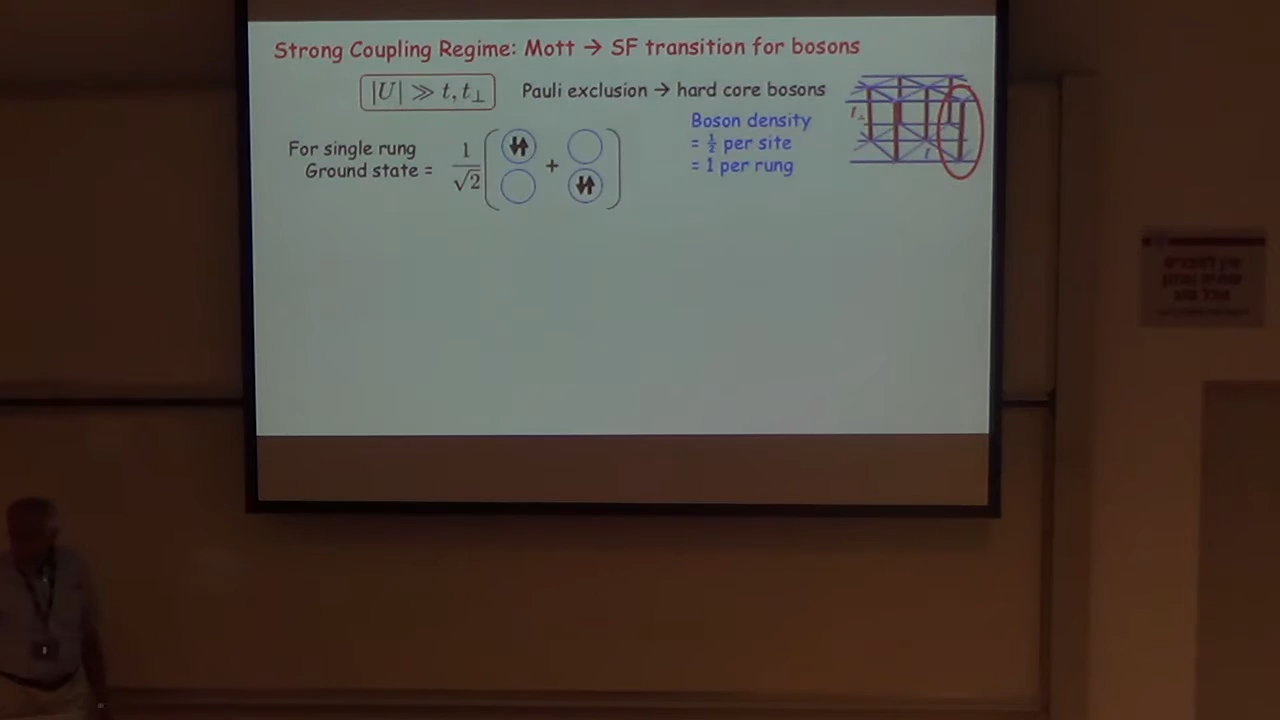 Strong Coupling Regime: Mott → SF transition for bosons
|U| ≫ t, t⊥
Pauli exclusion → hard core bosons
Boson density
= ½ per site
= 1 per rung
For single rung
Ground state =
1
√2
+
t⊥
t